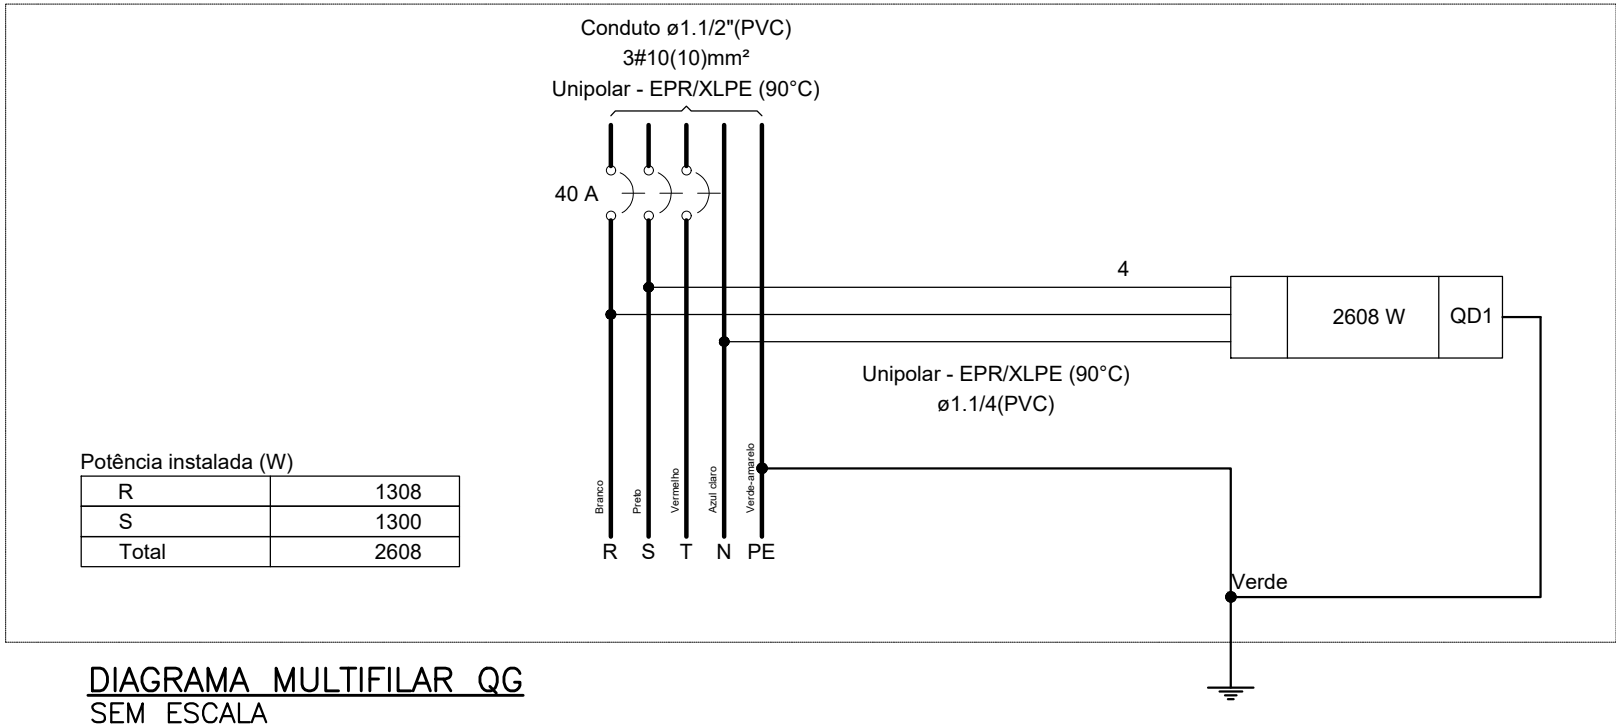 Conduto ø1.1/2"(PVC)
3#10(10)mm²
Unipolar - EPR/XLPE (90°C)
40 A
4
2608 W
QD1
Unipolar - EPR/XLPE (90°C)
ø1.1/4(PVC)
Potência instalada (W)
R 1308
S 1300
Total 2608
Branco
Preto
Vermelho
Azul claro
Verde-amarelo
R S T N PE
Verde
DIAGRAMA MULTIFILAR QG
SEM ESCALA